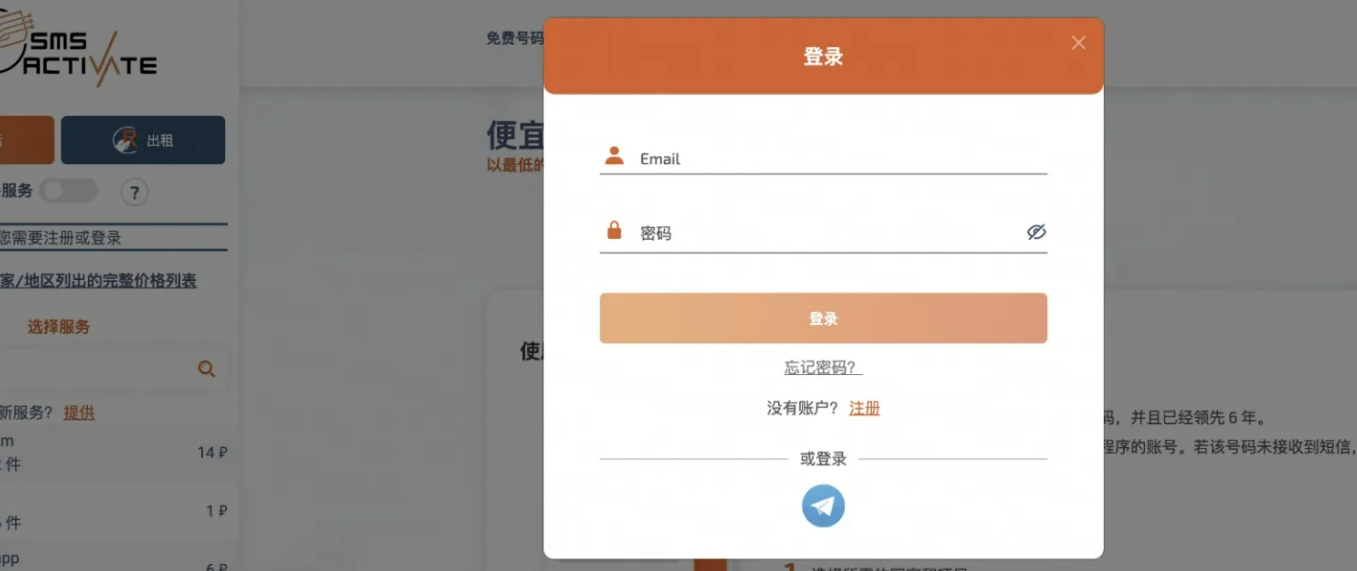 SMS
ACTIVATE
免费号码
登录
出租
便宜
以最低的
Email
服务
?
您需要注册或登录
密码
家/地区列出的完整价格列表
登录
选择服务
忘记密码?
新服务? 提供
没有账户? 注册
码，并且已经领先 6 年。
14 ₽
件
程序的账号。若该号码未接收到短信,
或登录
1 ₽
件
app
6 ₽